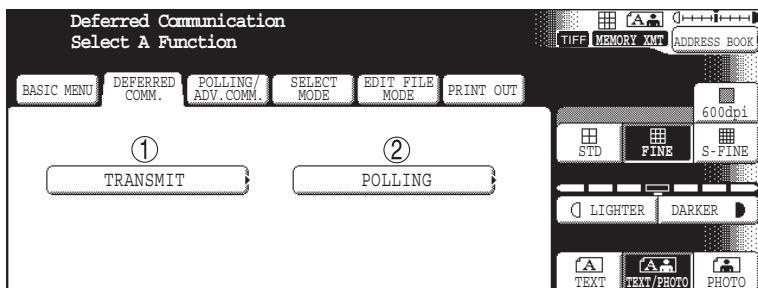 Deferred Communication
Select A Function
TIFF MEMORY XMT ADDRESS BOOK
BASIC MENU
DEFERRED COMM.
POLLING/ ADV.COMM.
SELECT MODE
EDIT FILE MODE
PRINT OUT
600dpi
① ②
TRANSMIT POLLING
STD FINE S-FINE
LIGHTER DARKER
A A A
TEXT TEXT/PHOTO PHOTO